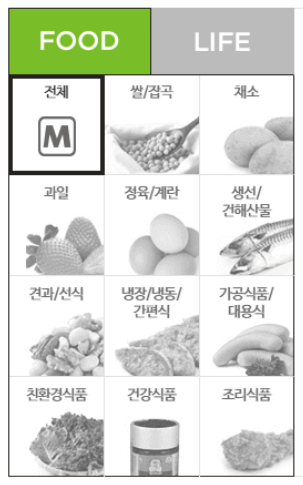 FOOD LIFE
전체 쌀/잡곡 채소
M
과일 정육/계란 생선/
건해산물
견과/선식 냉장/냉동/
간편식 가공식품/
대용식
친환경식품 건강식품 조리식품